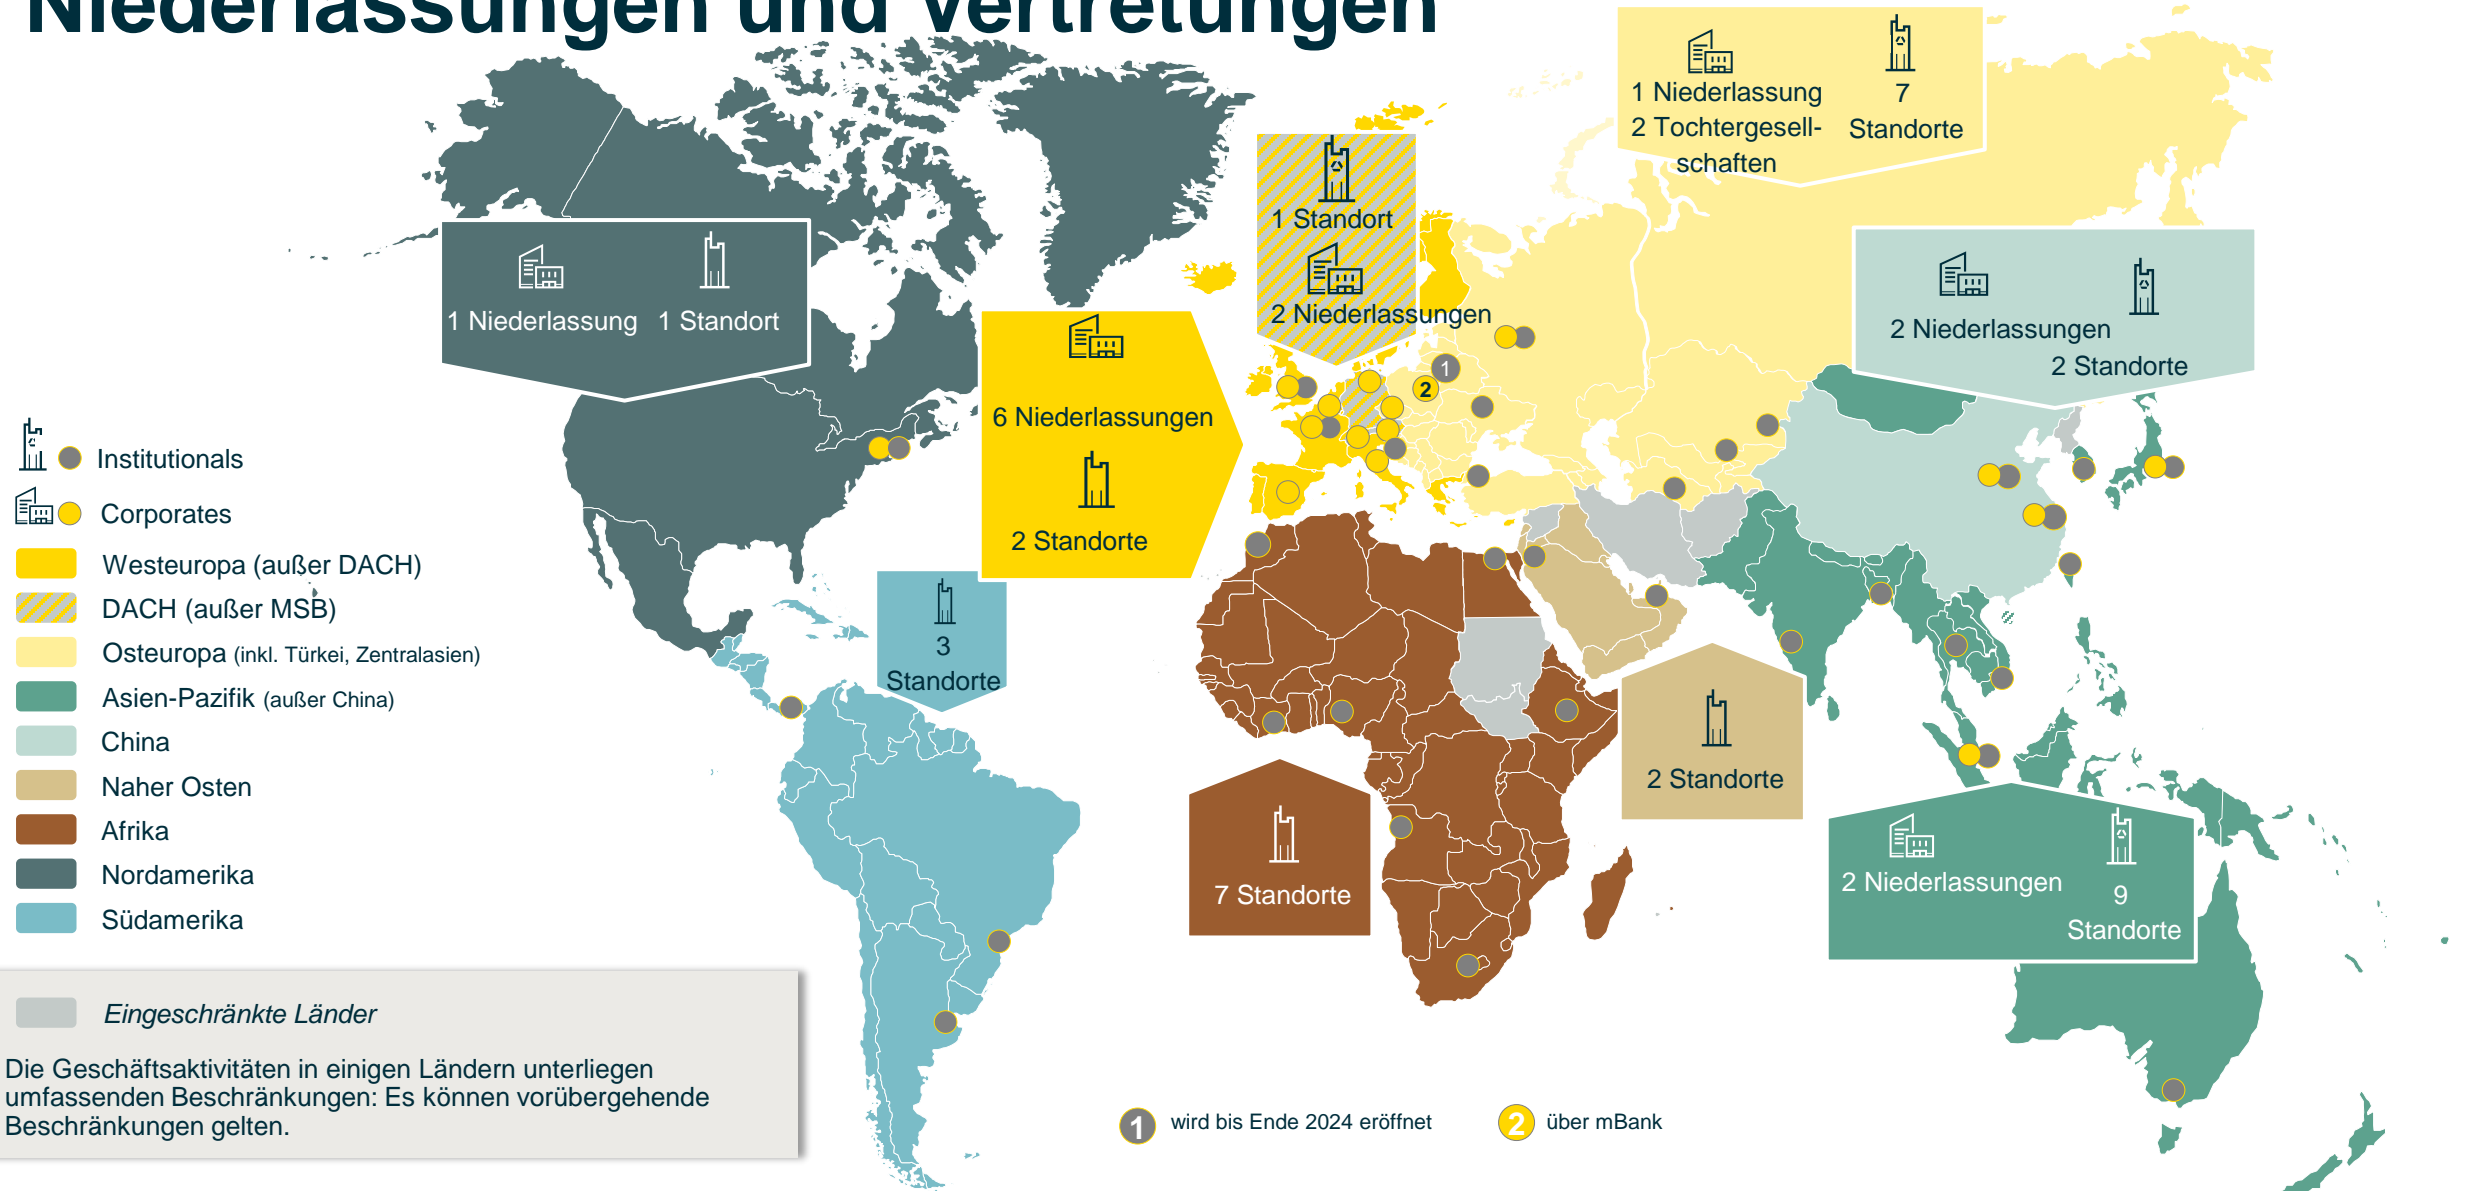 Niederlassungen und Vertretungen
1 Niederlassung
2 Tochtergesell-
schaften
7
Standorte
1 Standort
2 Niederlassungen
1 Niederlassung
1 Standort
2 Niederlassungen
2 Standorte
6 Niederlassungen
2 Standorte
1
2
3
Standorte
2 Standorte
7 Standorte
2 Niederlassungen
9
Standorte
Institutionals
Corporates
Westeuropa (außer DACH)
DACH (außer MSB)
Osteuropa (inkl. Türkei, Zentralasien)
Asien-Pazifik (außer China)
China
Naher Osten
Afrika
Nordamerika
Südamerika
Eingeschränkte Länder
Die Geschäftsaktivitäten in einigen Ländern unterliegen
umfassenden Beschränkungen: Es können vorübergehende
Beschränkungen gelten.
1 wird bis Ende 2024 eröffnet
2 über mBank